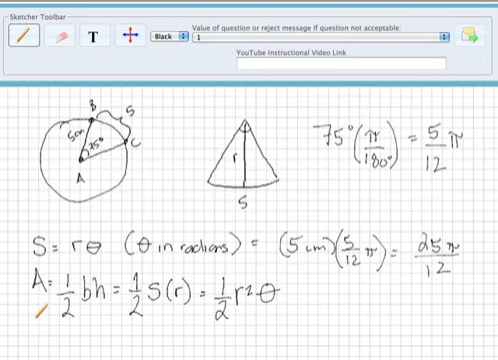 Sketcher Toolbar
Value of question or reject message if question not acceptable:
T
Black
1
YouTube Instructional Video Link
B
S
5cm
75°
C
A
r
S
75°(π/180°) = 5/12 π
S = rθ (θ in radians) = (5 cm)(5/12 π) = 25π/12
A = 1/2 bh = 1/2 S(r) = 1/2 r²θ